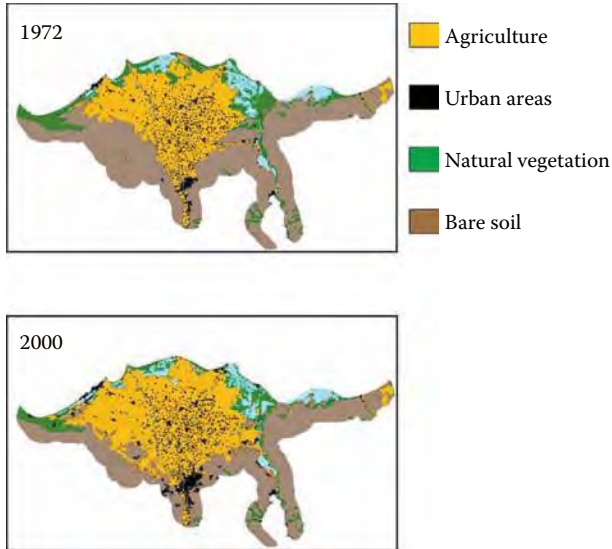 1972
Agriculture
Urban areas
Natural vegetation
Bare soil
2000